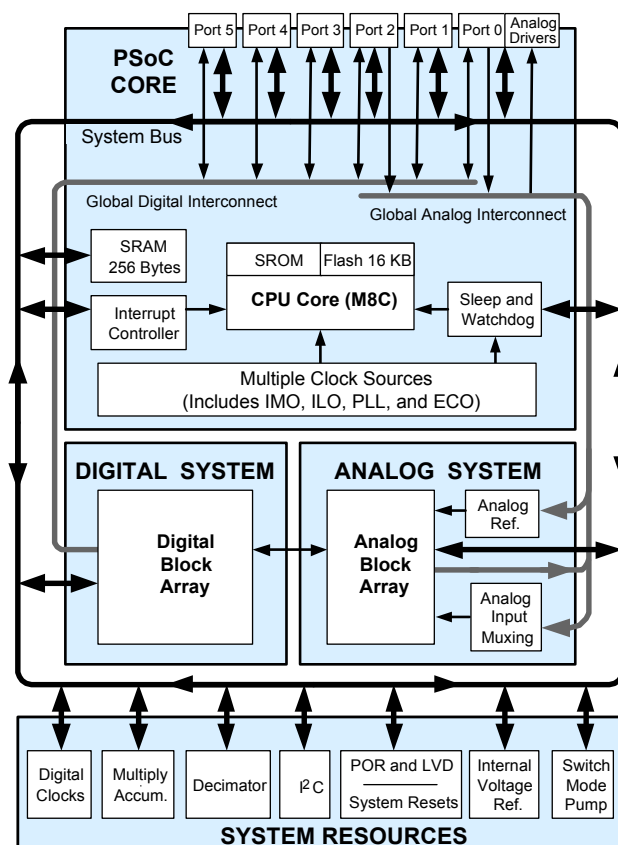 Port 5
Port 4
Port 3
Port 2
Port 1
Port 0
Analog
Drivers
PSoC
CORE
System Bus
Global Digital Interconnect
Global Analog Interconnect
SRAM
256 Bytes
SROM
Flash 16 KB
CPU Core (M8C)
Interrupt
Controller
Sleep and
Watchdog
Multiple Clock Sources
(Includes IMO, ILO, PLL, and ECO)
DIGITAL SYSTEM
ANALOG SYSTEM
Digital
Block
Array
Analog
Block
Array
Analog
Ref.
Analog
Input
Muxing
Digital
Clocks
Multiply
Accum.
Decimator
I2C
POR and LVD
System Resets
Internal
Voltage
Ref.
Switch
Mode
Pump
SYSTEM RESOURCES